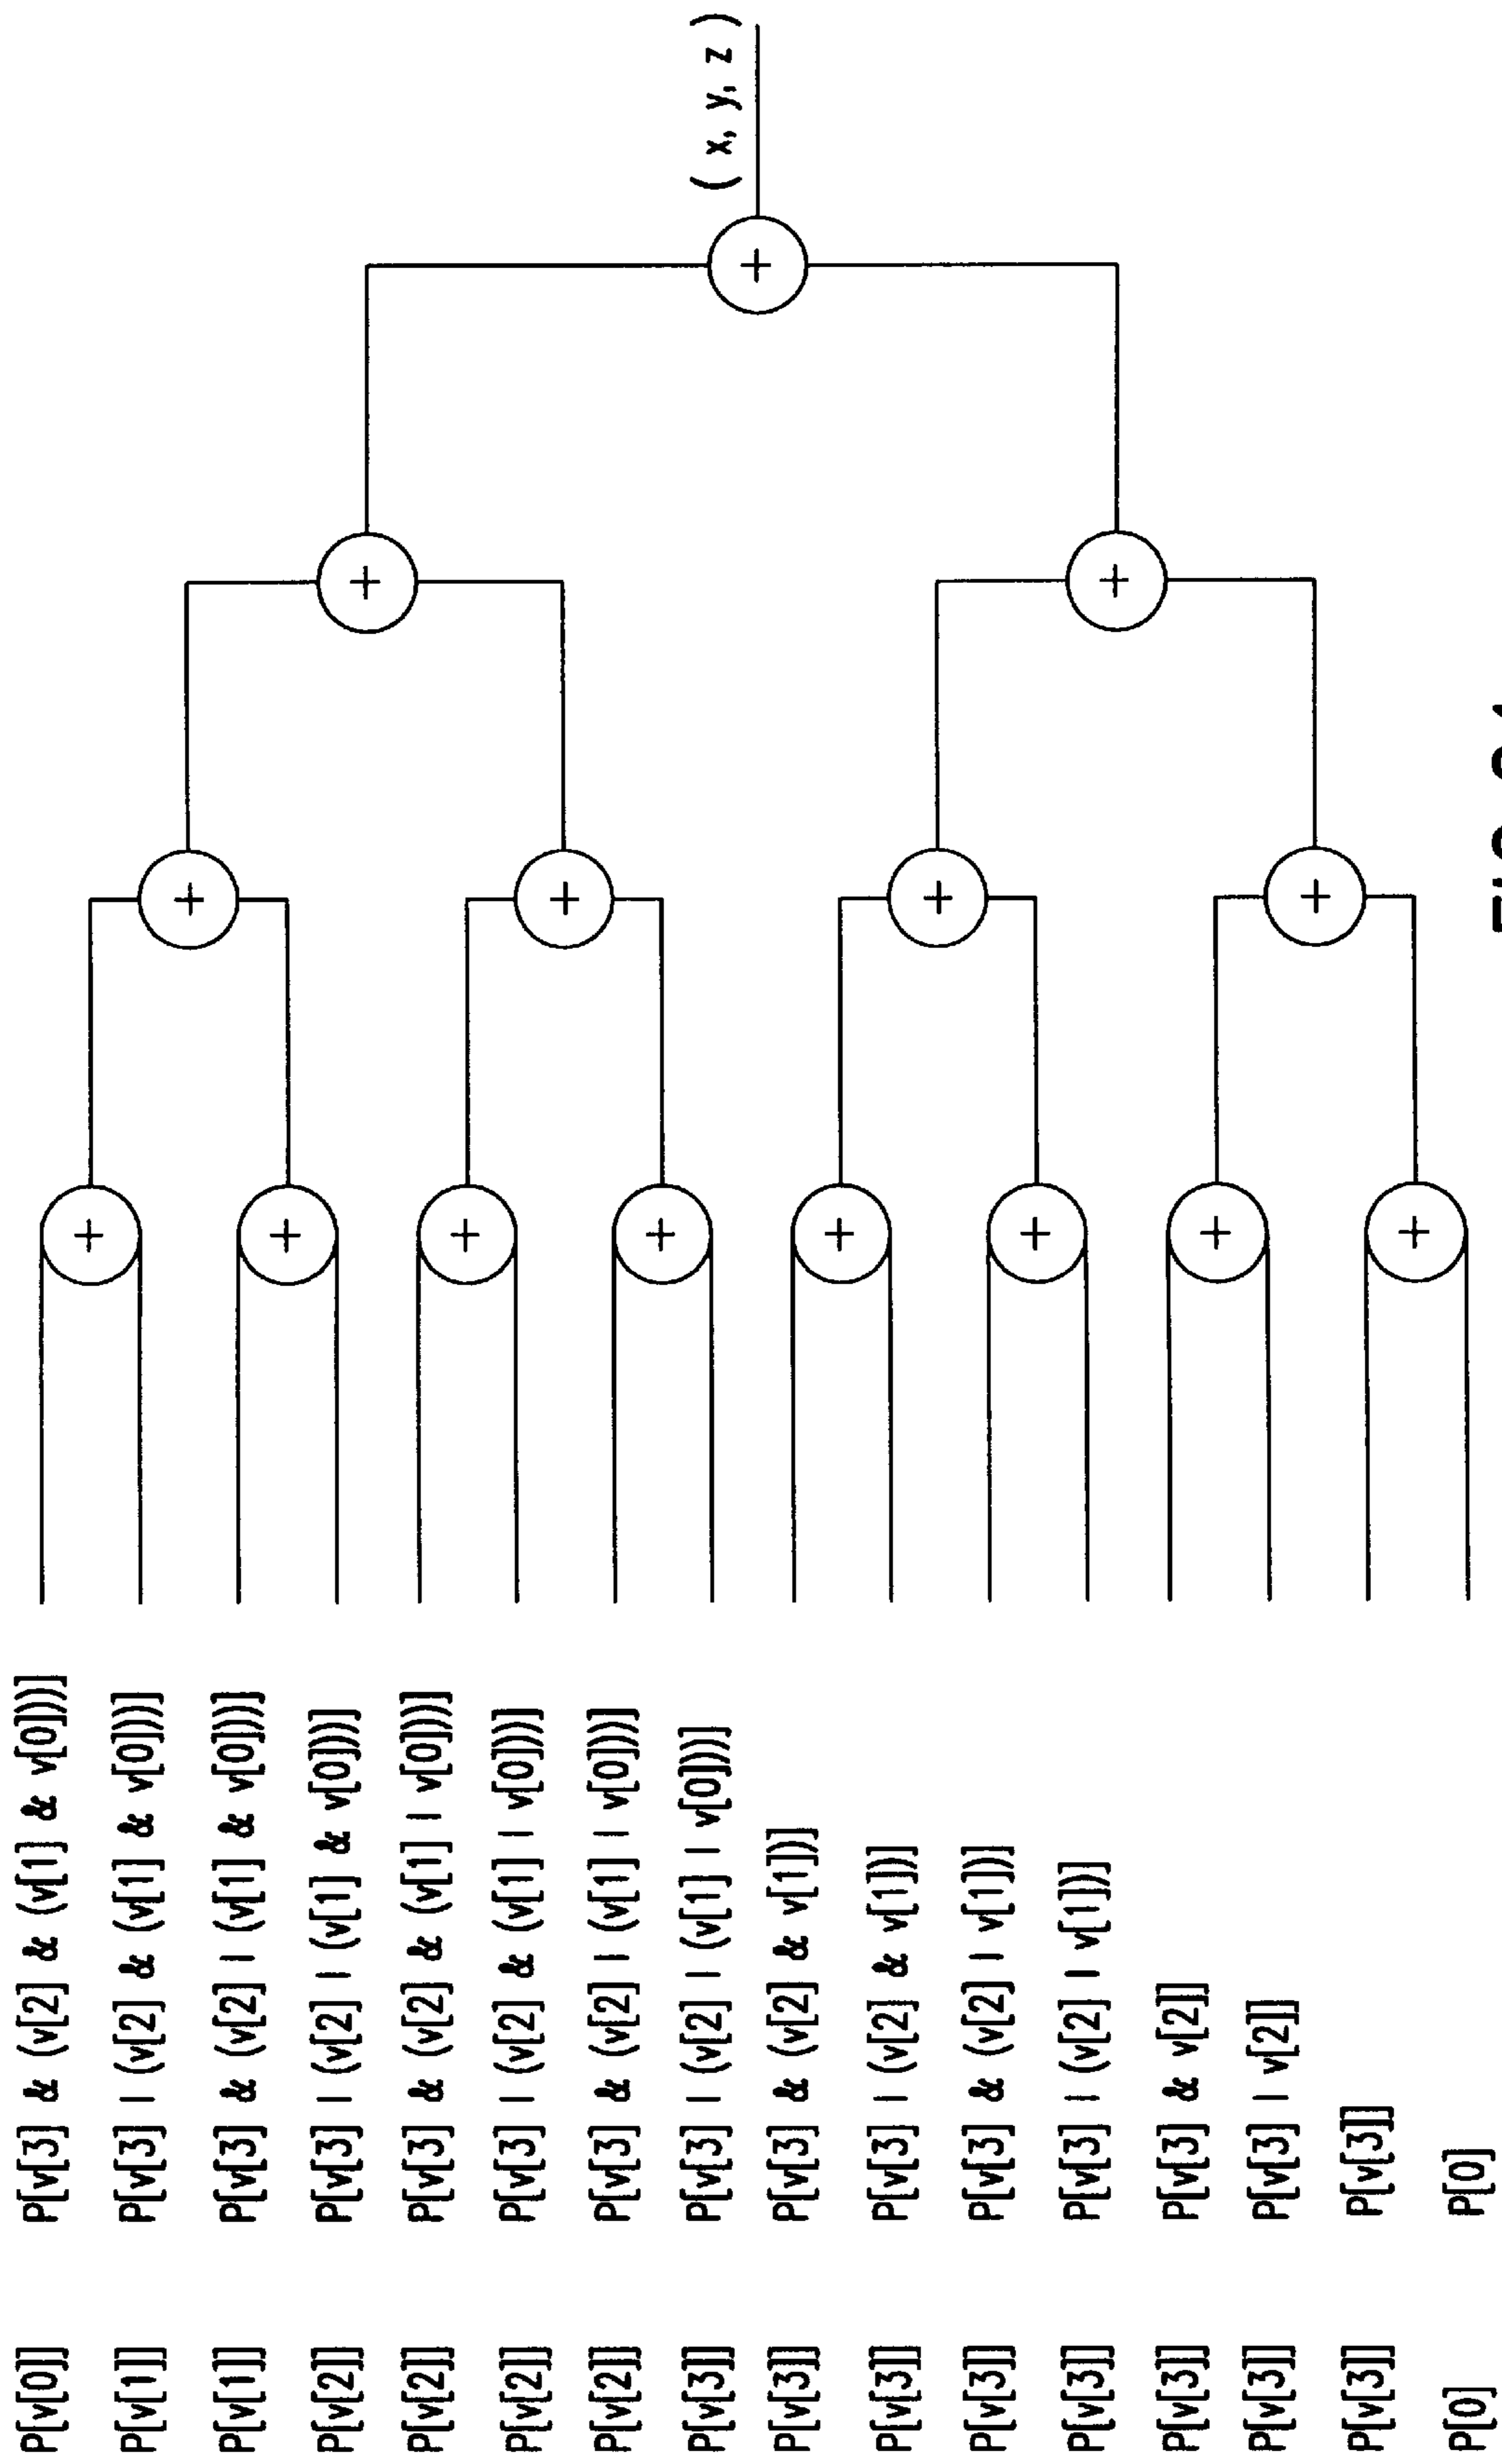 P[v[0]] P[v[3] & (v[2] & (v[1] & v[0]))]
P[v[1]] P[v[3] | (v[2] & (v[1] & v[0]))]
P[v[1]] P[v[3] & (v[2] | (v[1] & v[0]))]
P[v[2]] P[v[3] | (v[2] | (v[1] & v[0]))]
P[v[2]] P[v[3] & (v[2] & (v[1] | v[0]))]
P[v[2]] P[v[3] | (v[2] & (v[1] | v[0]))]
P[v[2]] P[v[3] & (v[2] | (v[1] | v[0]))]
P[v[3]] P[v[3] | (v[2] | (v[1] | v[0]))]
( x, y, z )
P[v[3]] P[v[3] & (v[2] & v[1])]
P[v[3]] P[v[3] | (v[2] & v[1])]
P[v[3]] P[v[3] & (v[2] | v[1])]
P[v[3]] P[v[3] | (v[2] | v[1])]
P[v[3]] P[v[3] & v[2]]
P[v[3]] P[v[3] | v[2]]
P[v[3]] P[v[3]]
P[0] P[0]